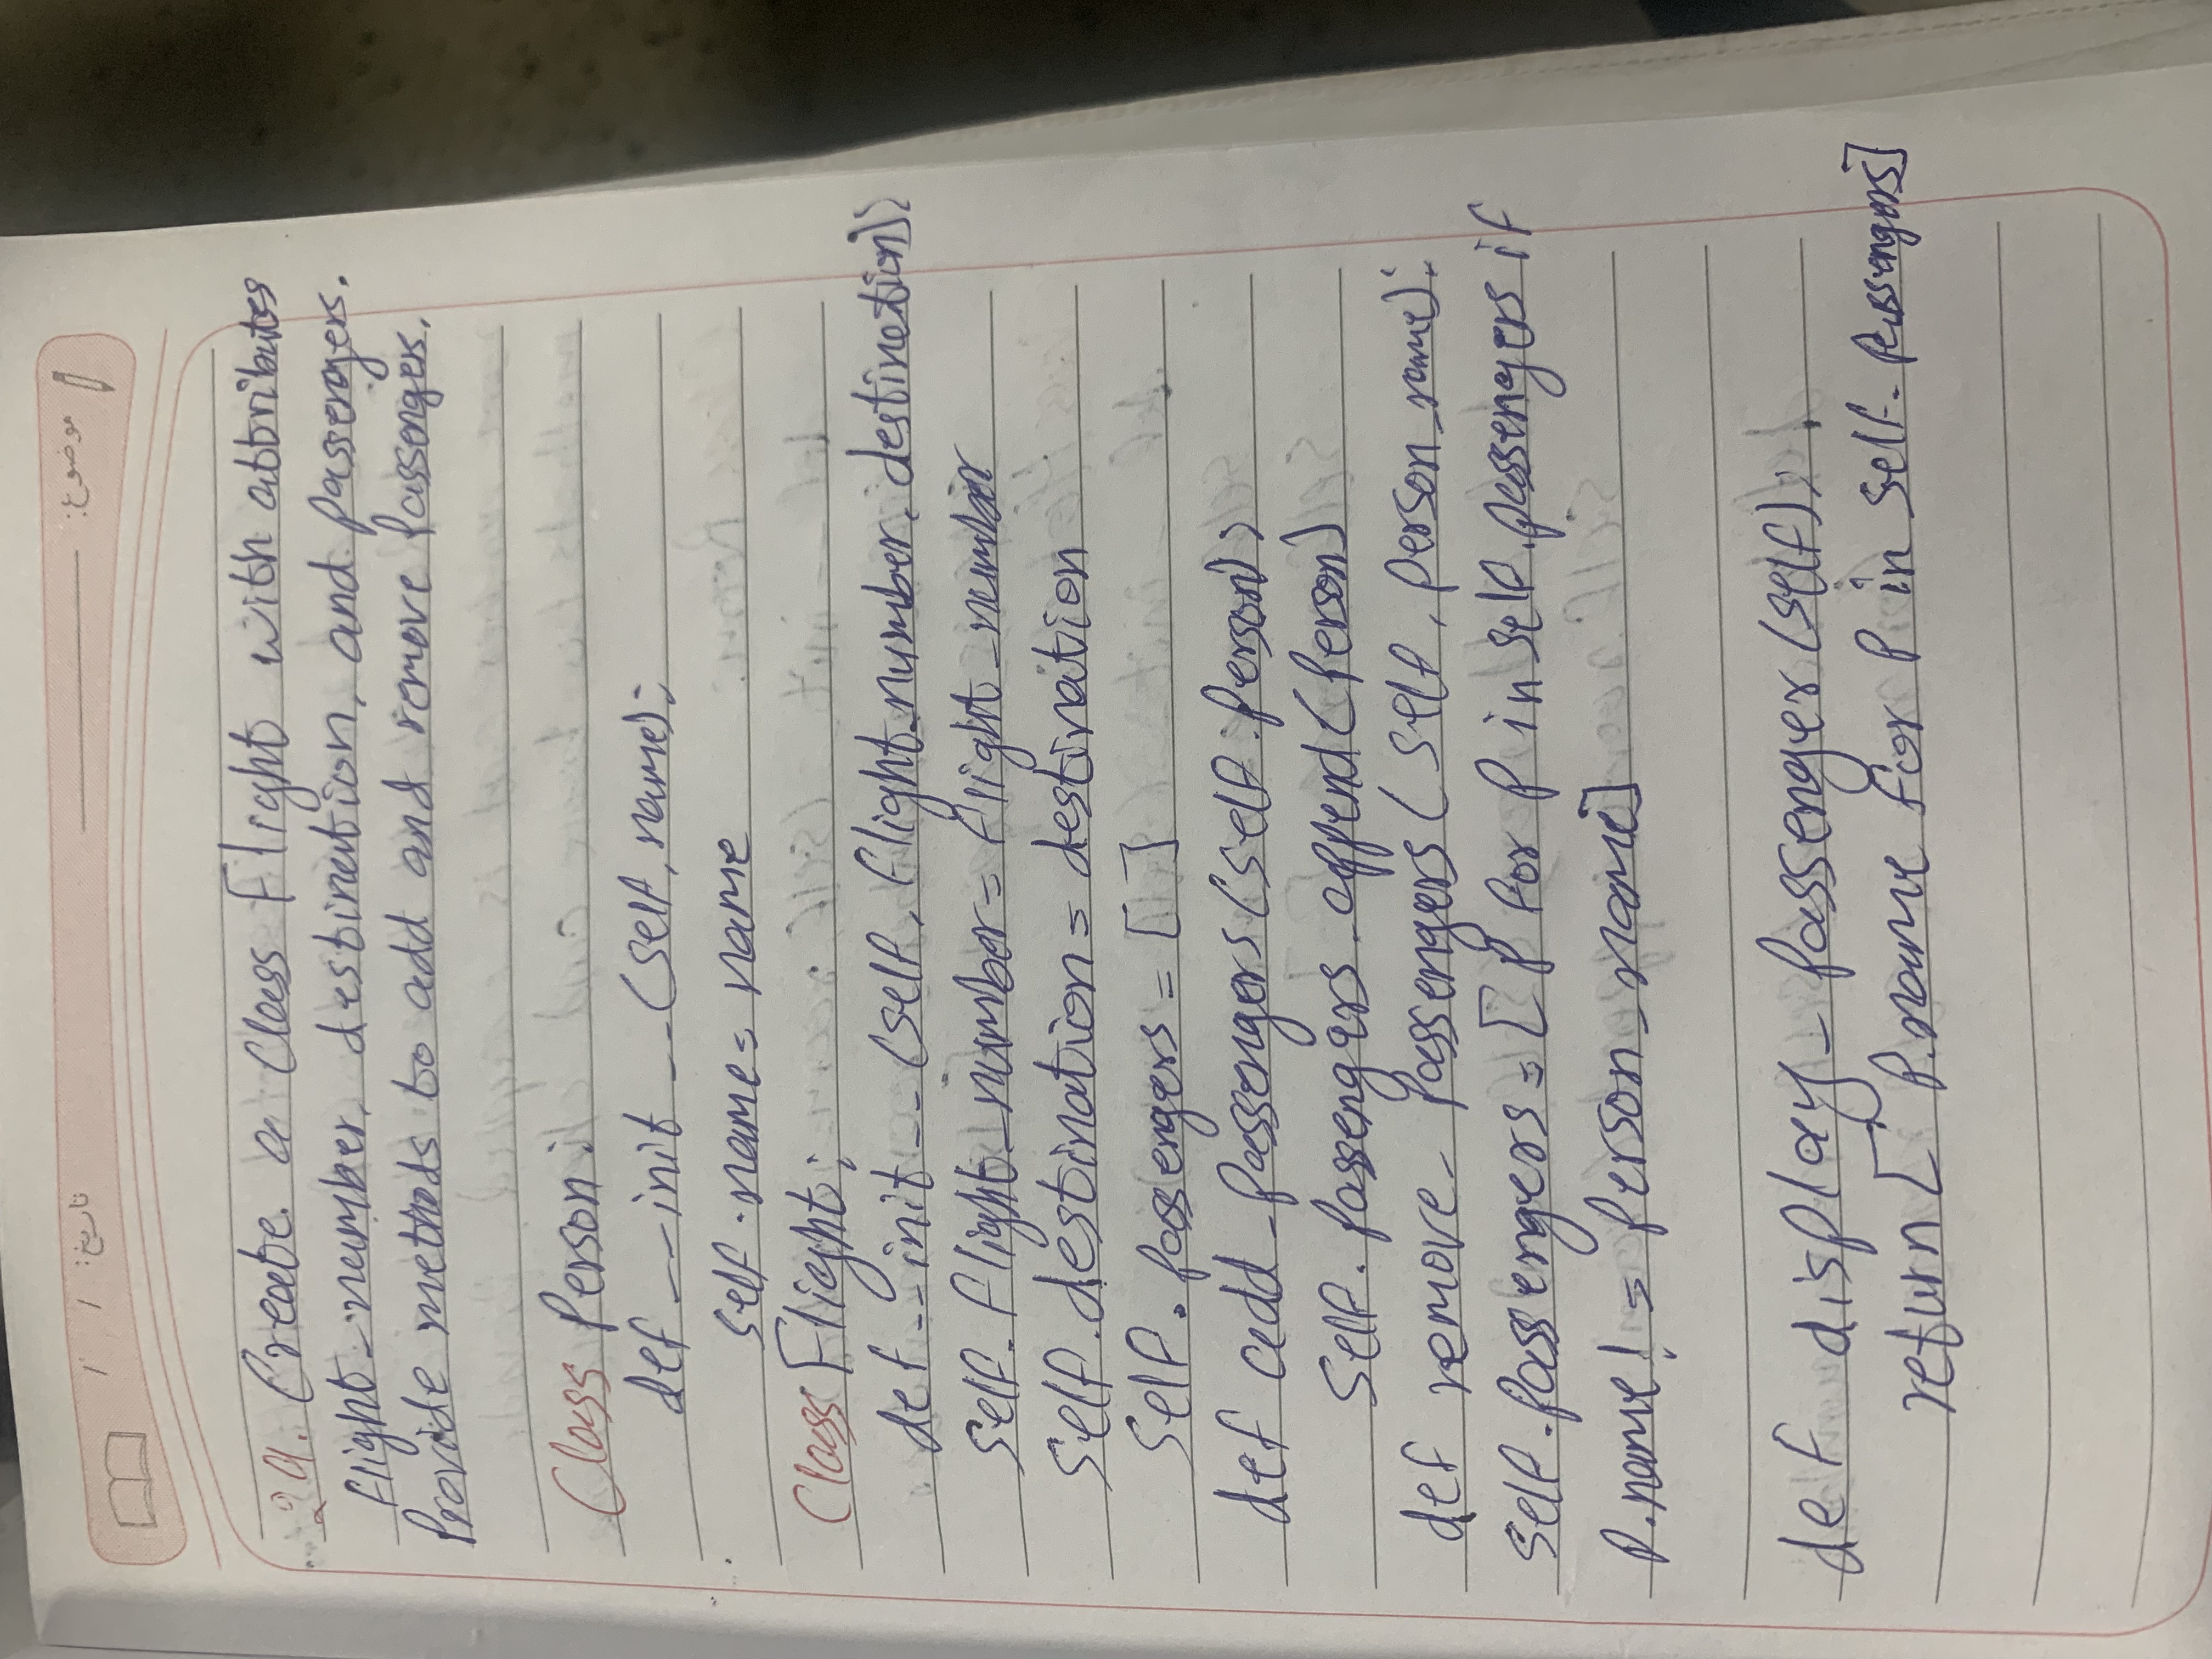 موضوع: تاریخ: / /
29. Create a Class Flight with attributes
flight_number, destination, and passengers.
Provide methods to add and remove Passengers.
Class Person:
def __init__(self, name):
self.name = name
Class Flight:
def __init__(self, flight_number, destination):
self.flight_number = flight_number
self.destination = destination
self.passengers = []
def add_passengers(self.person):
self.passengers.append(person)
def remove_passengers(self, person_name):
self.passengers = [P for P in self.passengers if
P.name != person_name]
def display_passenger(self):
return [P.name for P in self.passengers]